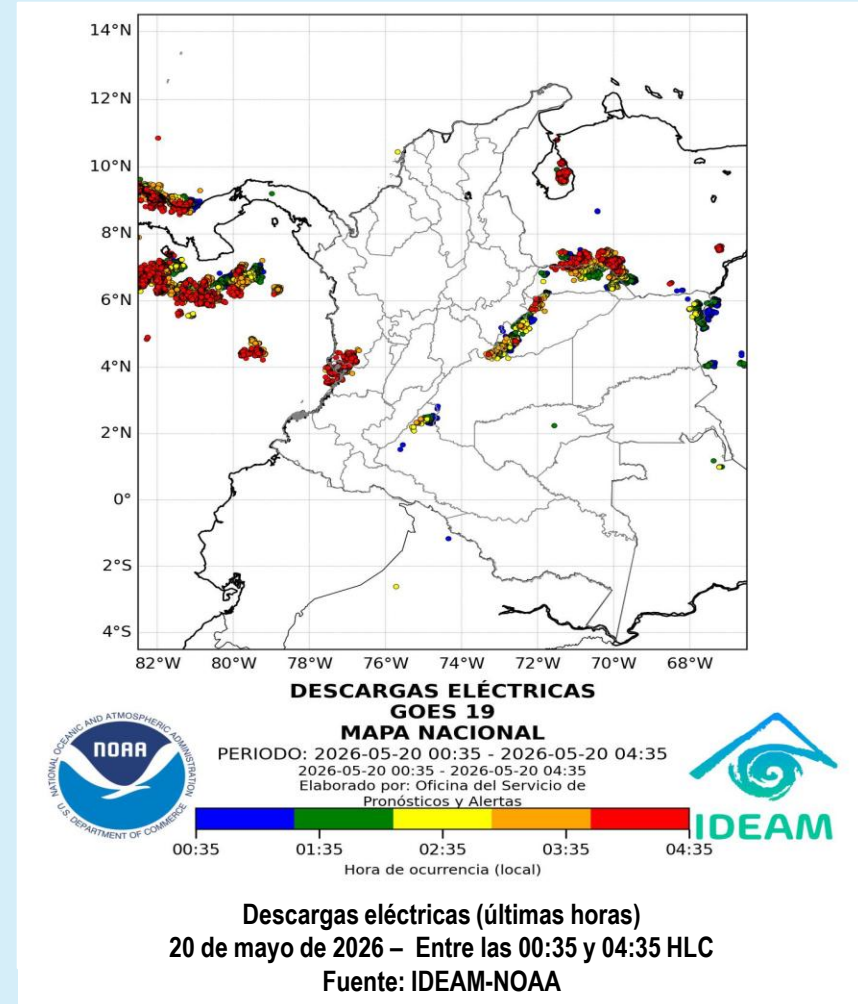 14°N
12°N
10°N
8°N
6°N
4°N
2°N
0°
2°S
4°S
82°W 80°W 78°W 76°W 74°W 72°W 70°W 68°W
DESCARGAS ELÉCTRICAS
GOES 19
MAPA NACIONAL
PERIODO: 2026-05-20 00:35 - 2026-05-20 04:35
2026-05-20 00:35 - 2026-05-20 04:35
Elaborado por: Oficina del Servicio de
Pronósticos y Alertas
NATIONAL OCEANIC AND ATMOSPHERIC ADMINISTRATION
NOAA
U.S. DEPARTMENT OF COMMERCE
IDEAM
00:35 01:35 02:35 03:35 04:35
Hora de ocurrencia (local)
Descargas eléctricas (últimas horas)
20 de mayo de 2026 – Entre las 00:35 y 04:35 HLC
Fuente: IDEAM-NOAA